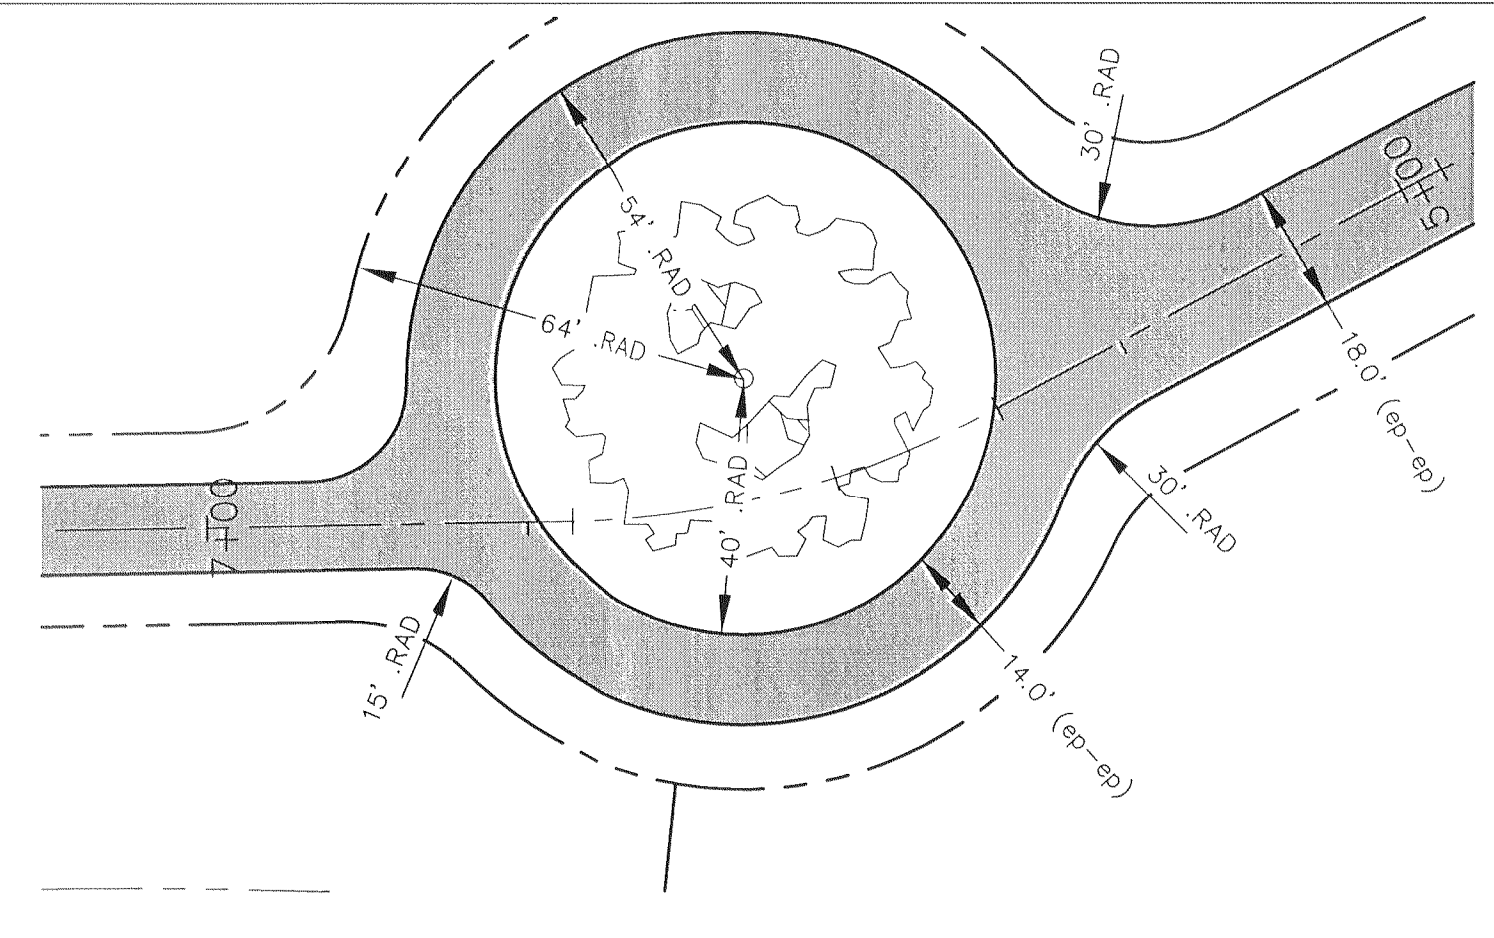 30' .RAD
5+00
54' .RAD
64' .RAD
18.0' (ep-ep)
40' .RAD
7+00
30' .RAD
15' .RAD
14.0' (ep-ep)